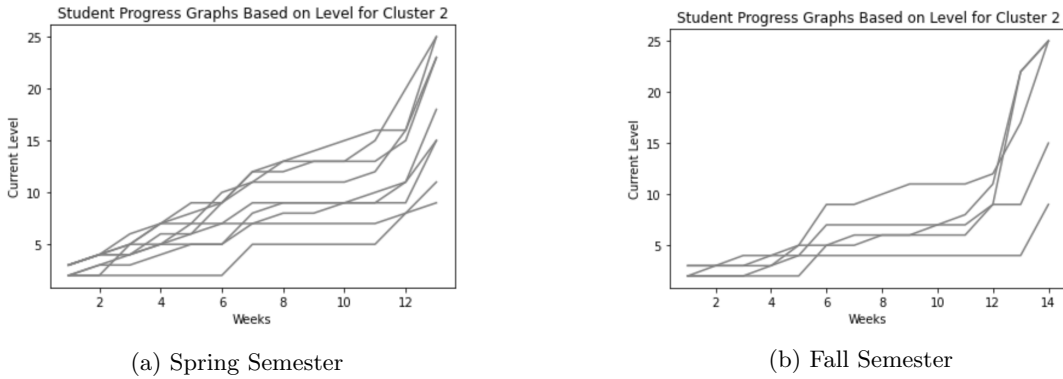 Student Progress Graphs Based on Level for Cluster 2
25
20
15
10
5
Current Level
2 4 6 8 10 12
Weeks
(a) Spring Semester
Student Progress Graphs Based on Level for Cluster 2
25
20
15
10
5
Current Level
2 4 6 8 10 12 14
Weeks
(b) Fall Semester